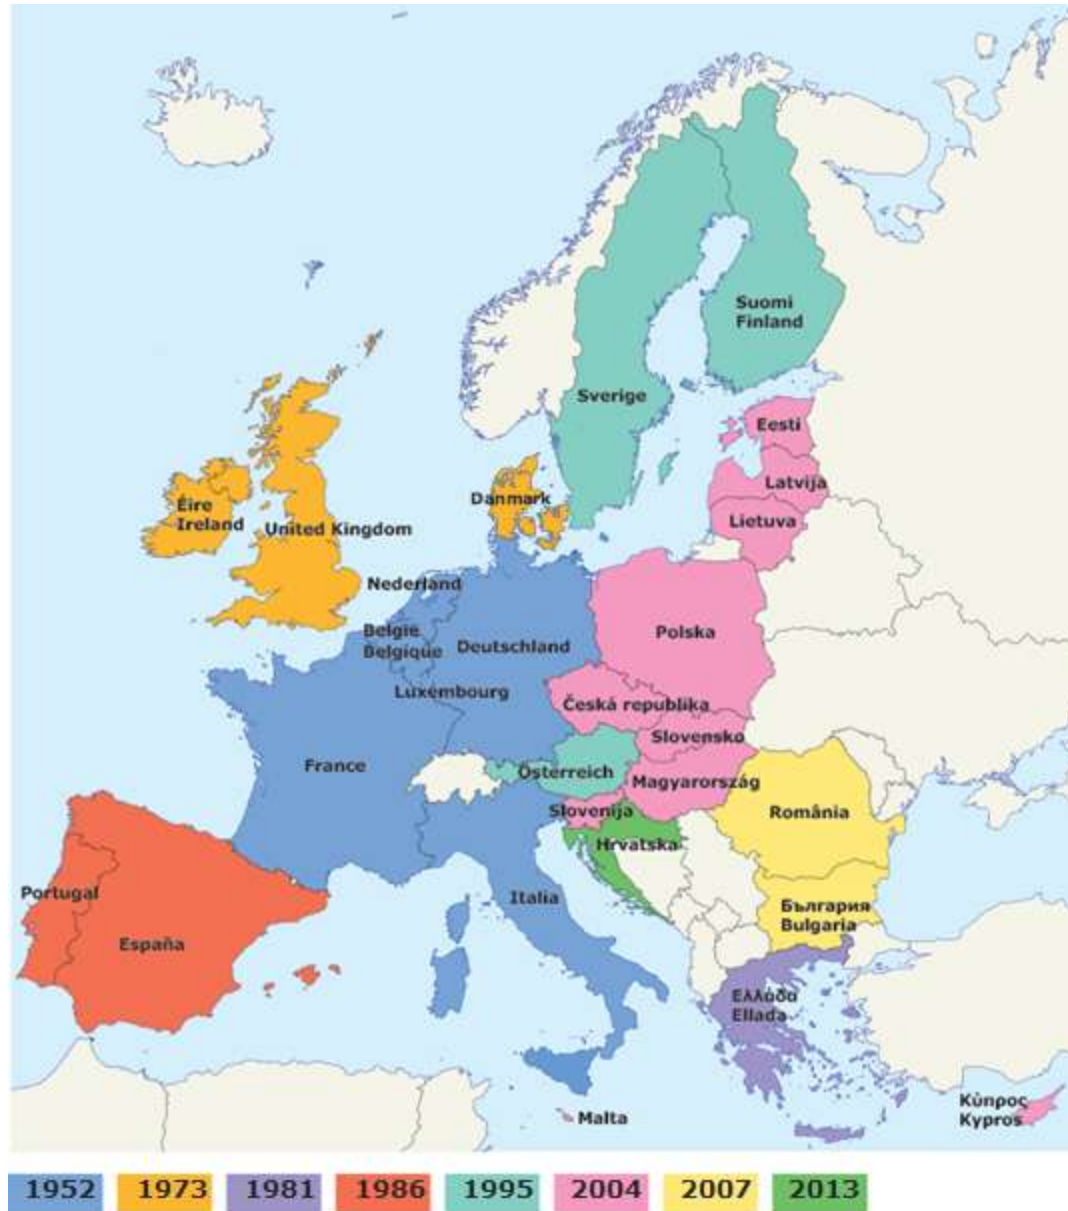 Suomi
Finland
Sverige
Eesti
Latvija
Lietuva
Danmark
Éire
Ireland
United Kingdom
Nederland
België
Belgique
Deutschland
Polska
Luxembourg
Česká republika
Slovensko
France
Österreich
Magyarország
Slovenija
România
Hrvatska
Portugal
España
Italia
България
Bulgaria
Ελλάδα
Ellada
Malta
Κύπρος
Kypros
1952 1973 1981 1986 1995 2004 2007 2013